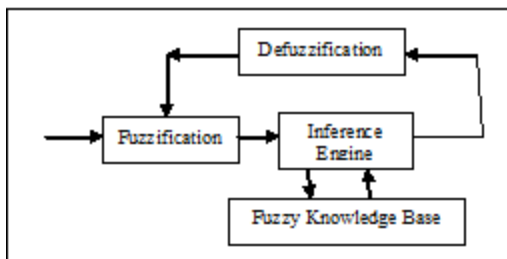 Defuzzification
Fuzzification
Inference
Engine
Fuzzy Knowledge Base